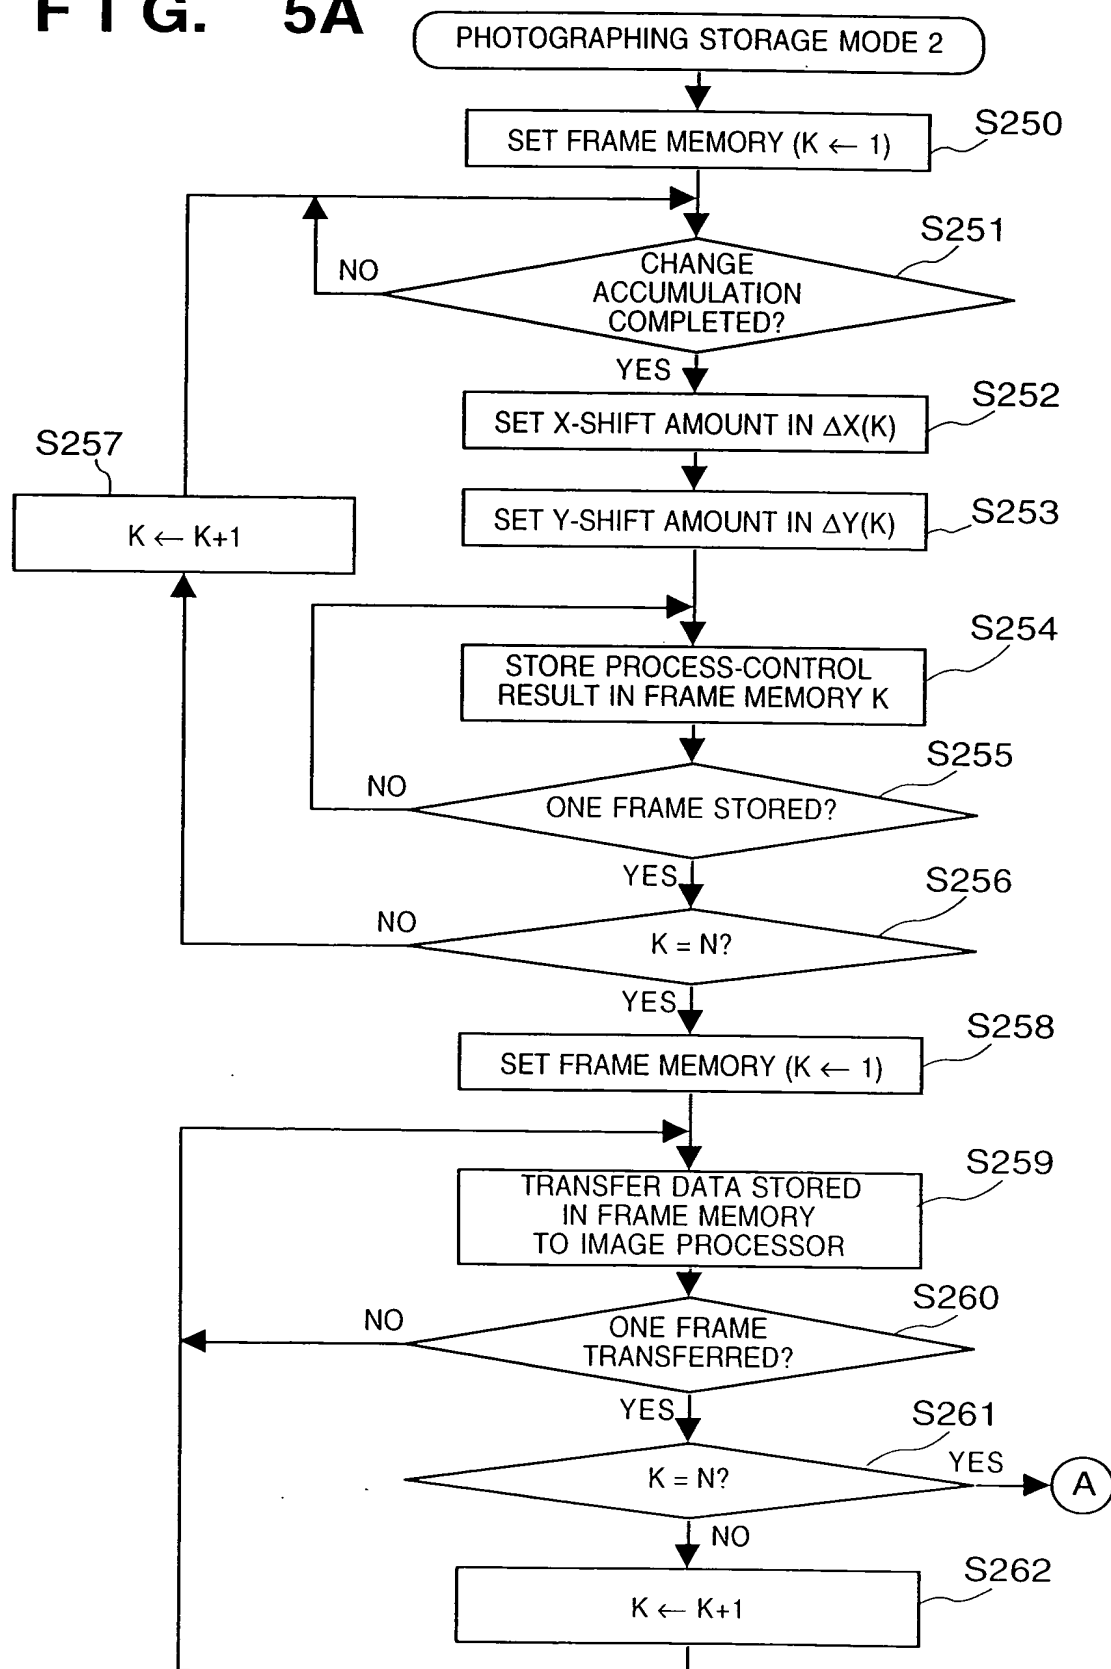 FIG. 5A
PHOTOGRAPHING STORAGE MODE 2
SET FRAME MEMORY (K ← 1)
S250
S251
CHANGE
ACCUMULATION
COMPLETED?
NO
YES
S252
SET X-SHIFT AMOUNT IN ΔX(K)
S257
K ← K+1
S253
SET Y-SHIFT AMOUNT IN ΔY(K)
S254
STORE PROCESS-CONTROL
RESULT IN FRAME MEMORY K
S255
NO
ONE FRAME STORED?
YES
S256
NO
K = N?
YES
S258
SET FRAME MEMORY (K ← 1)
S259
TRANSFER DATA STORED
IN FRAME MEMORY
TO IMAGE PROCESSOR
S260
NO
ONE FRAME
TRANSFERRED?
YES
S261
K = N?
YES
A
NO
S262
K ← K+1